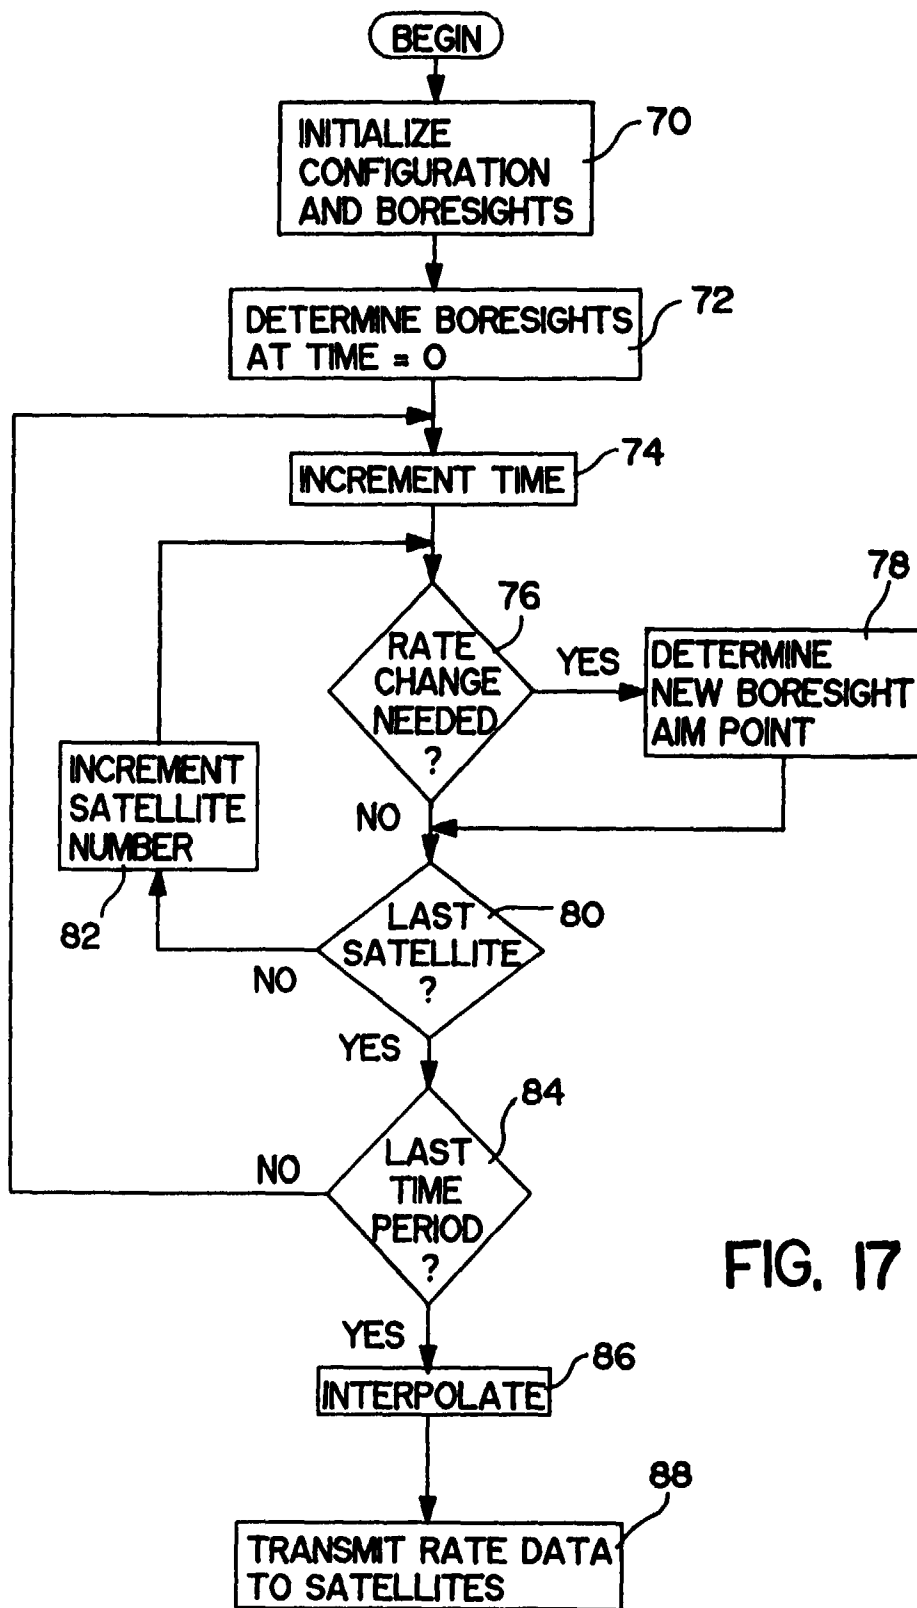 BEGIN
INITIALIZE
CONFIGURATION
AND BORESIGHTS
70
DETERMINE BORESIGHTS
AT TIME = 0
72
INCREMENT TIME
74
RATE
CHANGE
NEEDED
?
76
YES
DETERMINE
NEW BORESIGHT
AIM POINT
78
NO
INCREMENT
SATELLITE
NUMBER
82
LAST
SATELLITE
?
80
NO
YES
LAST
TIME
PERIOD
?
84
NO
YES
INTERPOLATE
86
TRANSMIT RATE DATA
TO SATELLITES
88
FIG. 17